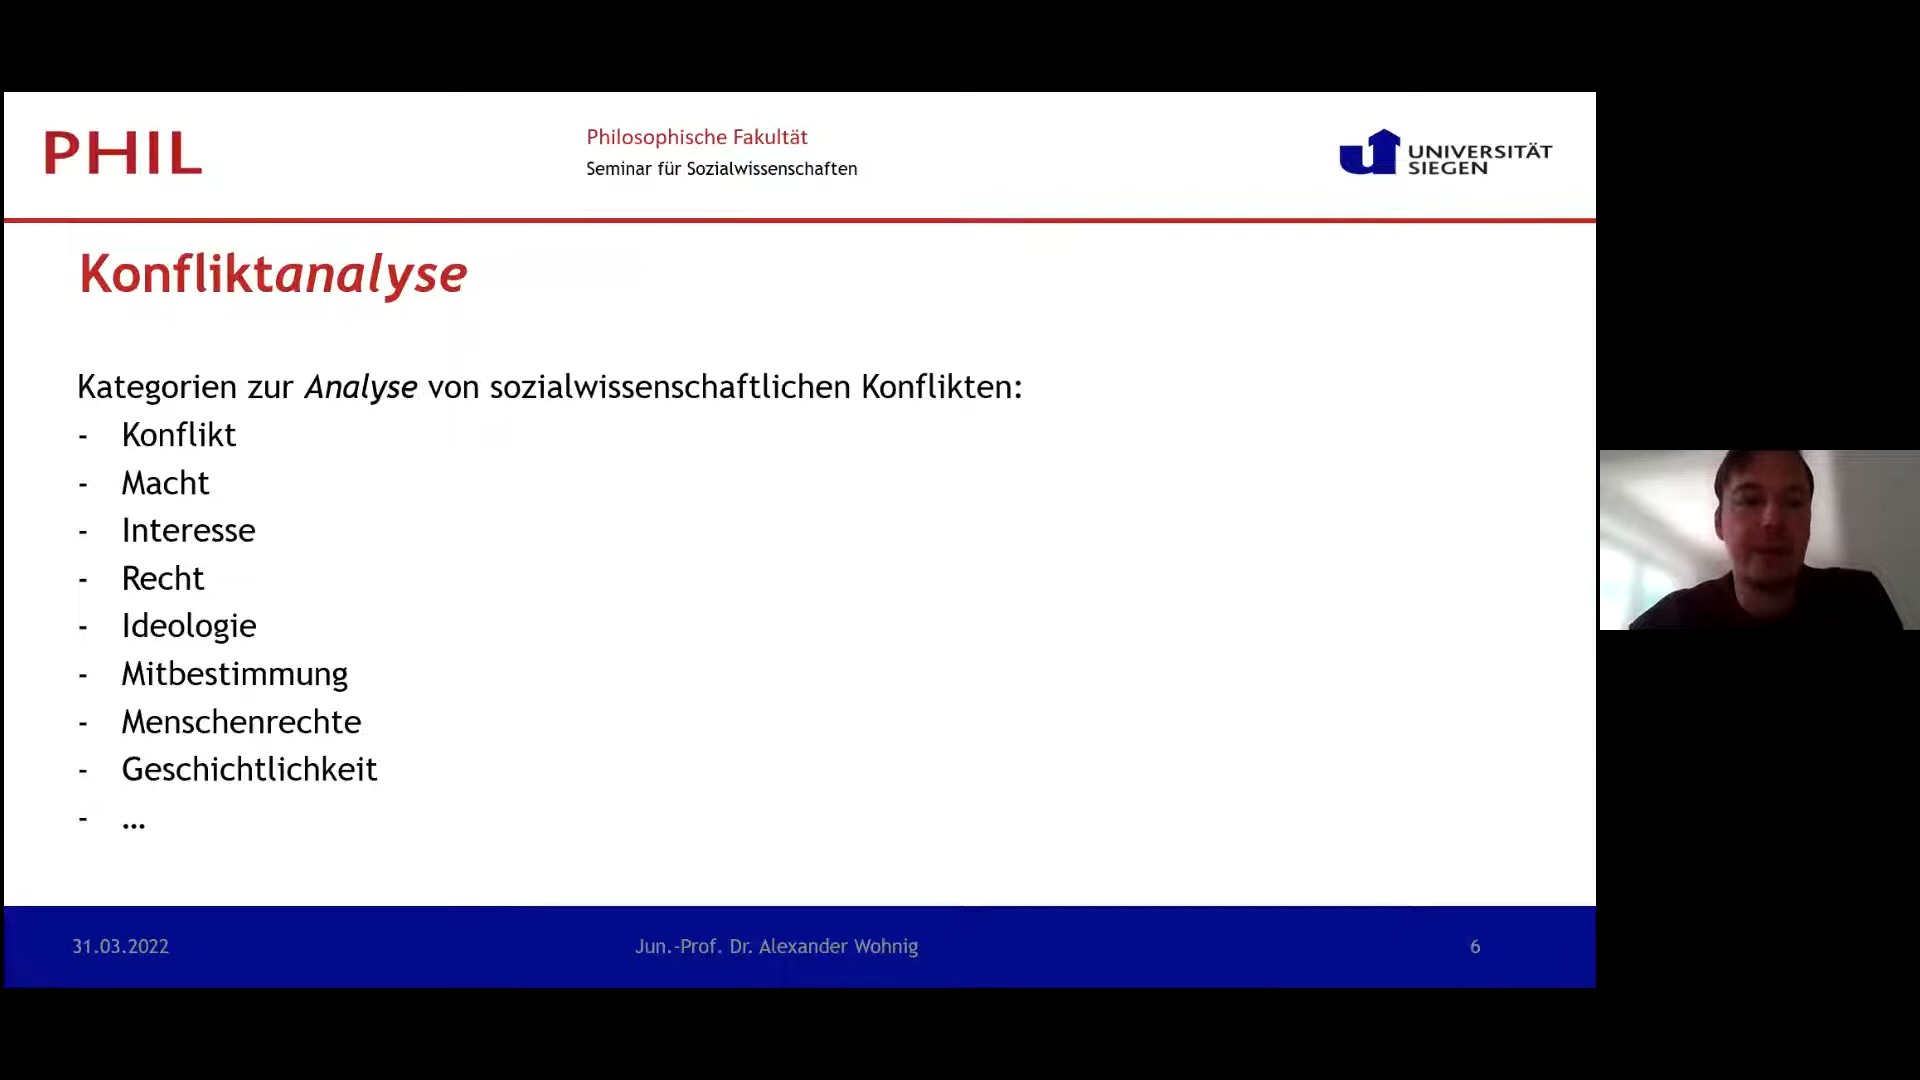 PHIL
Philosophische Fakultät
Seminar für Sozialwissenschaften
UNIVERSITÄT
SIEGEN
Konfliktanalyse
Kategorien zur Analyse von sozialwissenschaftlichen Konflikten:
- Konflikt
- Macht
- Interesse
- Recht
- Ideologie
- Mitbestimmung
- Menschenrechte
- Geschichtlichkeit
- …
31.03.2022
Jun.-Prof. Dr. Alexander Wohnig
6